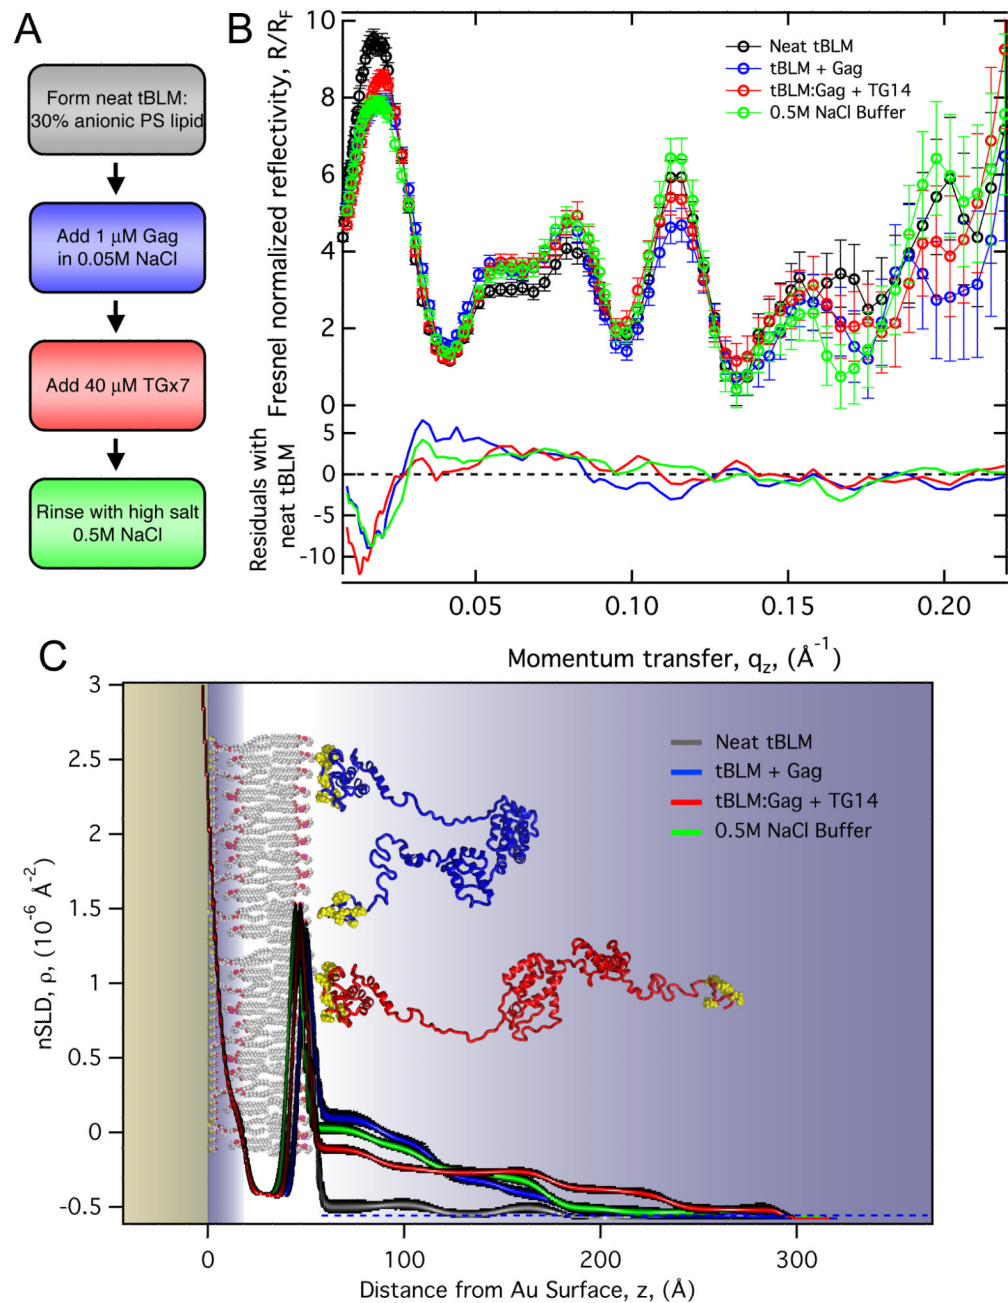 A
Form neat tBLM:
30% anionic PS lipid
Add 1 μM Gag
in 0.05M NaCl
Add 40 μM TGx7
Rinse with high salt
0.5M NaCl
B
Fresnel normalized reflectivity, R/R_F
10
8
6
4
2
0
Neat tBLM
tBLM + Gag
tBLM:Gag + TG14
0.5M NaCl Buffer
Residuals with
neat tBLM
5
0
-5
-10
0.05
0.10
0.15
0.20
Momentum transfer, q_z, (Å⁻¹)
C
nSLD, ρ, (10⁻⁶ Å⁻²)
3
2.5
2
1.5
1
0.5
0
-0.5
Neat tBLM
tBLM + Gag
tBLM:Gag + TG14
0.5M NaCl Buffer
0
100
200
300
Distance from Au Surface, z, (Å)